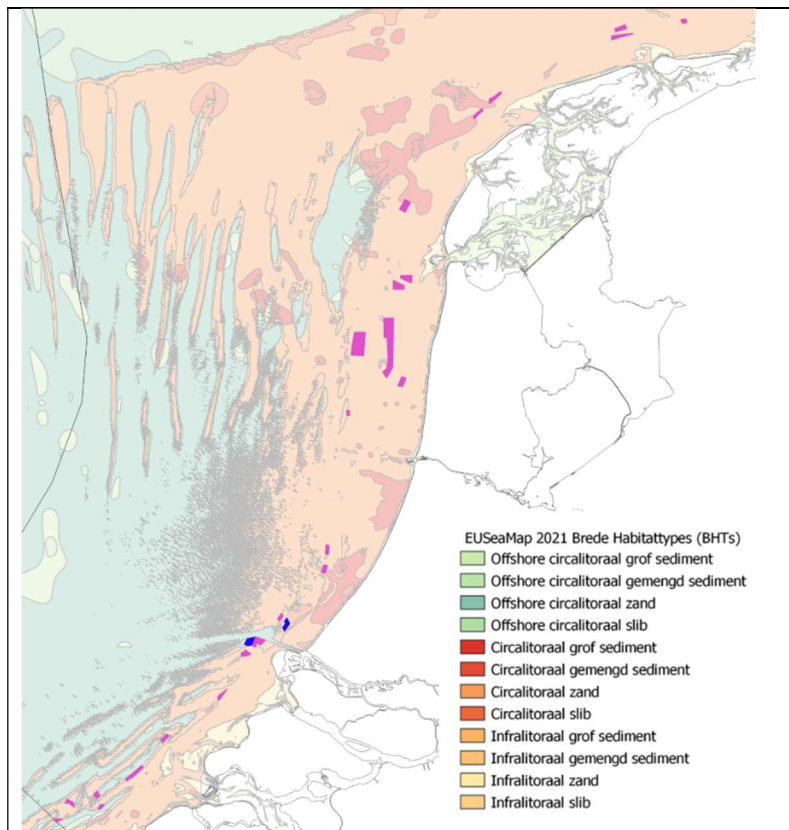 EUSeaMap 2021 Brede Habitattypes (BHTs)
Offshore circalitoraal grof sediment
Offshore circalitoraal gemengd sediment
Offshore circalitoraal zand
Offshore circalitoraal slib
Circalitoraal grof sediment
Circalitoraal gemengd sediment
Circalitoraal zand
Circalitoraal slib
Infralitoraal grof sediment
Infralitoraal gemengd sediment
Infralitoraal zand
Infralitoraal slib